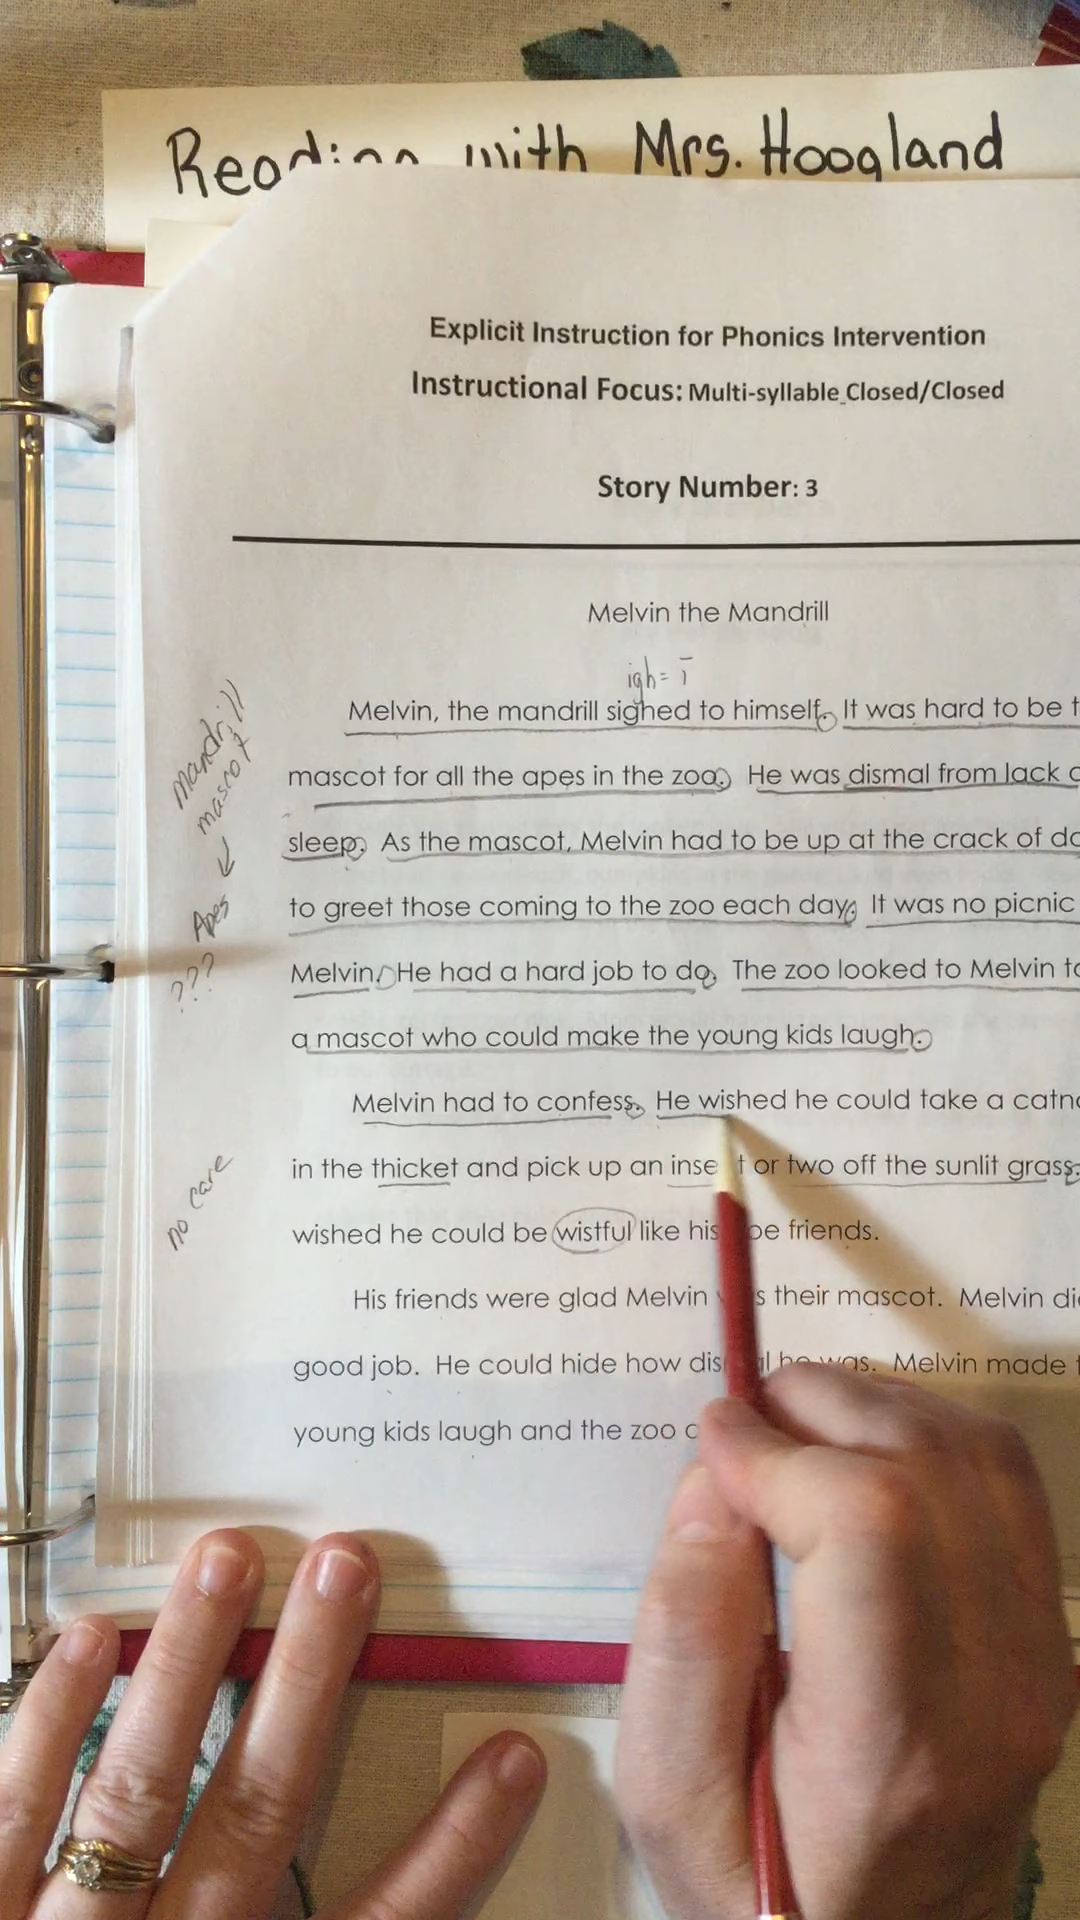 Reading with Mrs. Hoogland
Explicit Instruction for Phonics Intervention
Instructional Focus: Multi-syllable Closed/Closed
Story Number: 3
Melvin the Mandrill
igh = ī
Melvin, the mandrill sighed to himself. It was hard to be t
mascot for all the apes in the zoo. He was dismal from lack o
sleep. As the mascot, Melvin had to be up at the crack of da
to greet those coming to the zoo each day. It was no picnic
Melvin. He had a hard job to do. The zoo looked to Melvin to
a mascot who could make the young kids laugh.
Melvin had to confess. He wished he could take a catna
in the thicket and pick up an inse t or two off the sunlit grass.
wished he could be wistful like his pe friends.
His friends were glad Melvin s their mascot. Melvin di
good job. He could hide how dis l he was. Melvin made t
young kids laugh and the zoo
Mandrill
mascot
Apes
???
no care